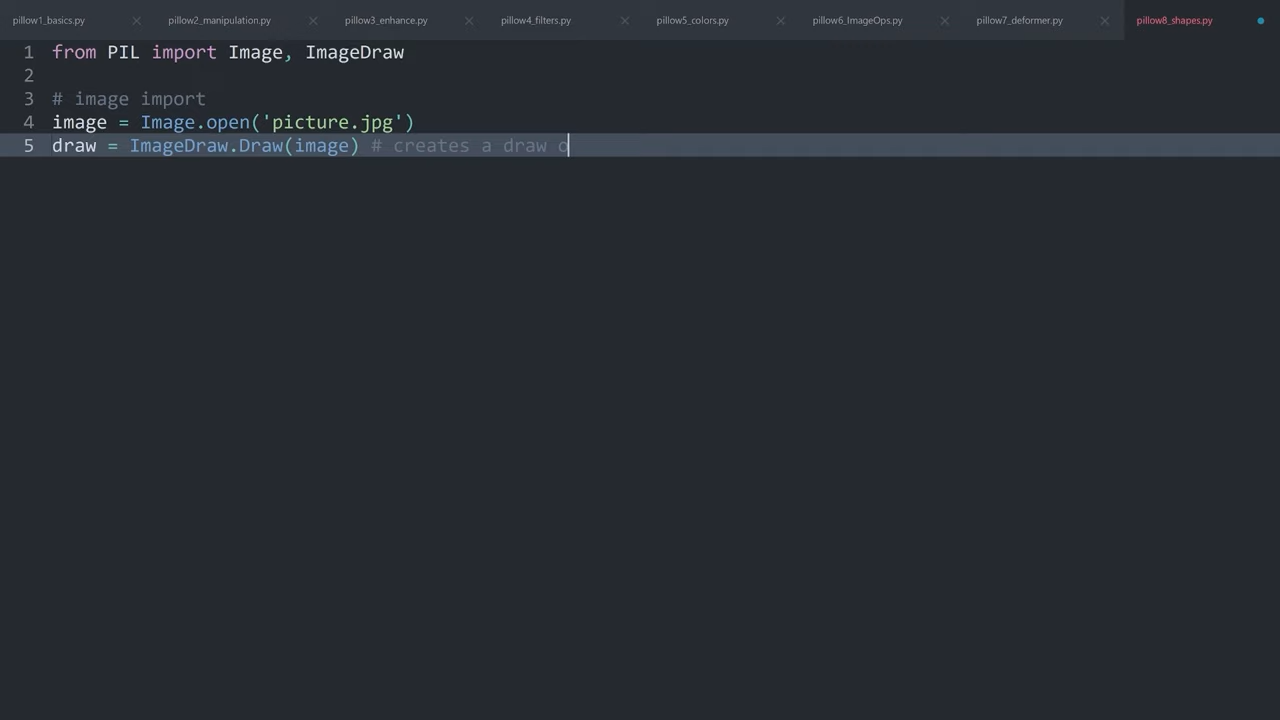 pillow1_basics.py pillow2_manipulation.py pillow3_enhance.py pillow4_filters.py pillow5_colors.py pillow6_ImageOps.py pillow7_deformer.py pillow8_shapes.py
1 from PIL import Image, ImageDraw
2
3 # image import
4 image = Image.open('picture.jpg')
5 draw = ImageDraw.Draw(image) # creates a draw o